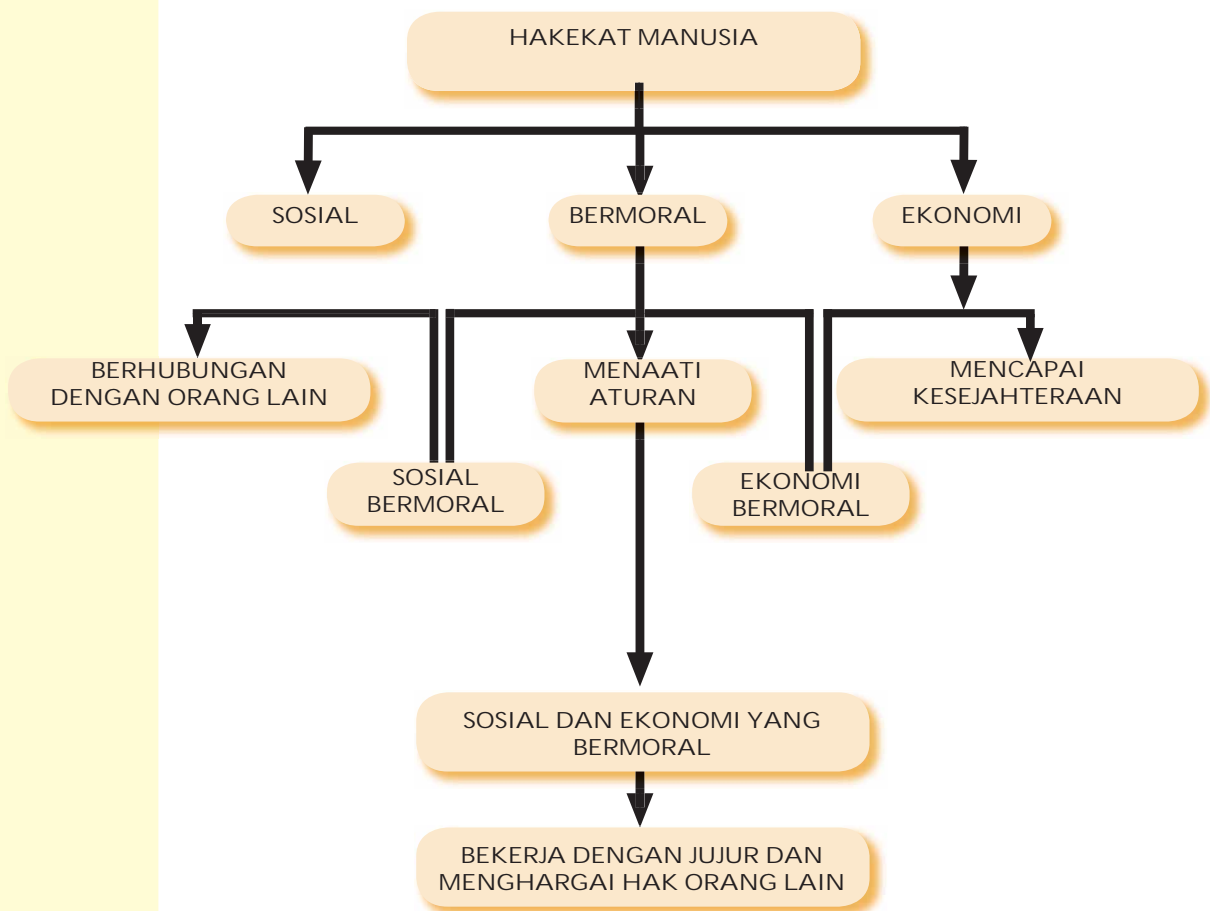 HAKEKAT MANUSIA
SOSIAL
BERMORAL
EKONOMI
BERHUBUNGAN
DENGAN ORANG LAIN
MENAATI
ATURAN
MENCAPAI
KESEJAHTERAAN
SOSIAL
BERMORAL
EKONOMI
BERMORAL
SOSIAL DAN EKONOMI YANG
BERMORAL
BEKERJA DENGAN JUJUR DAN
MENGHARGAI HAK ORANG LAIN